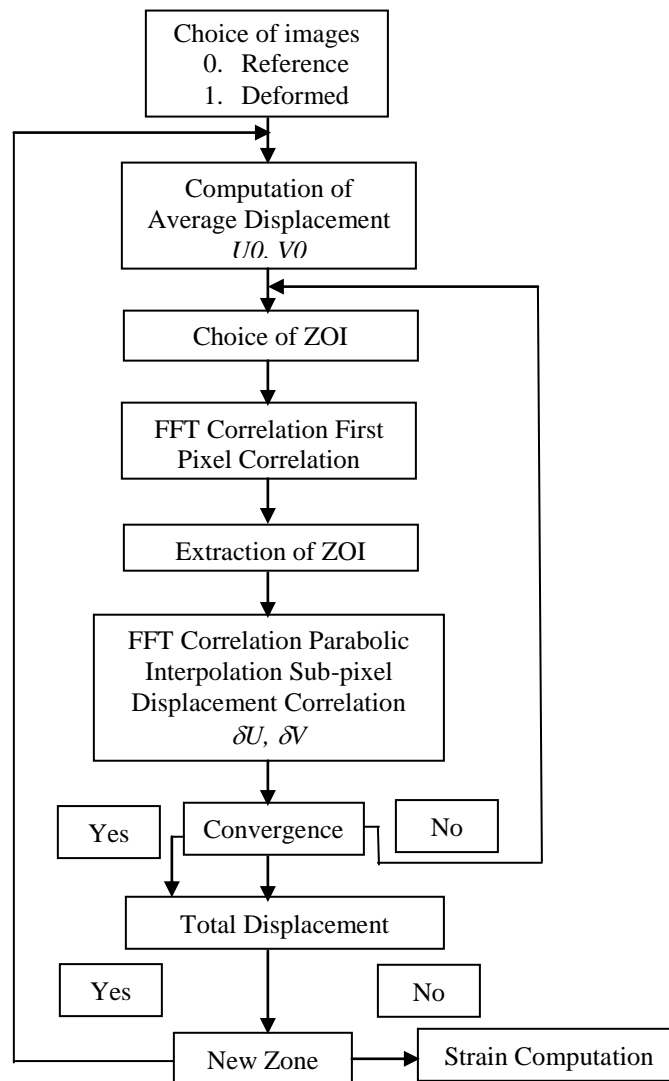 Choice of images
0. Reference
1. Deformed
Computation of
Average Displacement
U0, V0
Choice of ZOI
FFT Correlation First
Pixel Correlation
Extraction of ZOI
FFT Correlation Parabolic
Interpolation Sub-pixel
Displacement Correlation
δU, δV
Yes
Convergence
No
Total Displacement
Yes
No
New Zone
Strain Computation